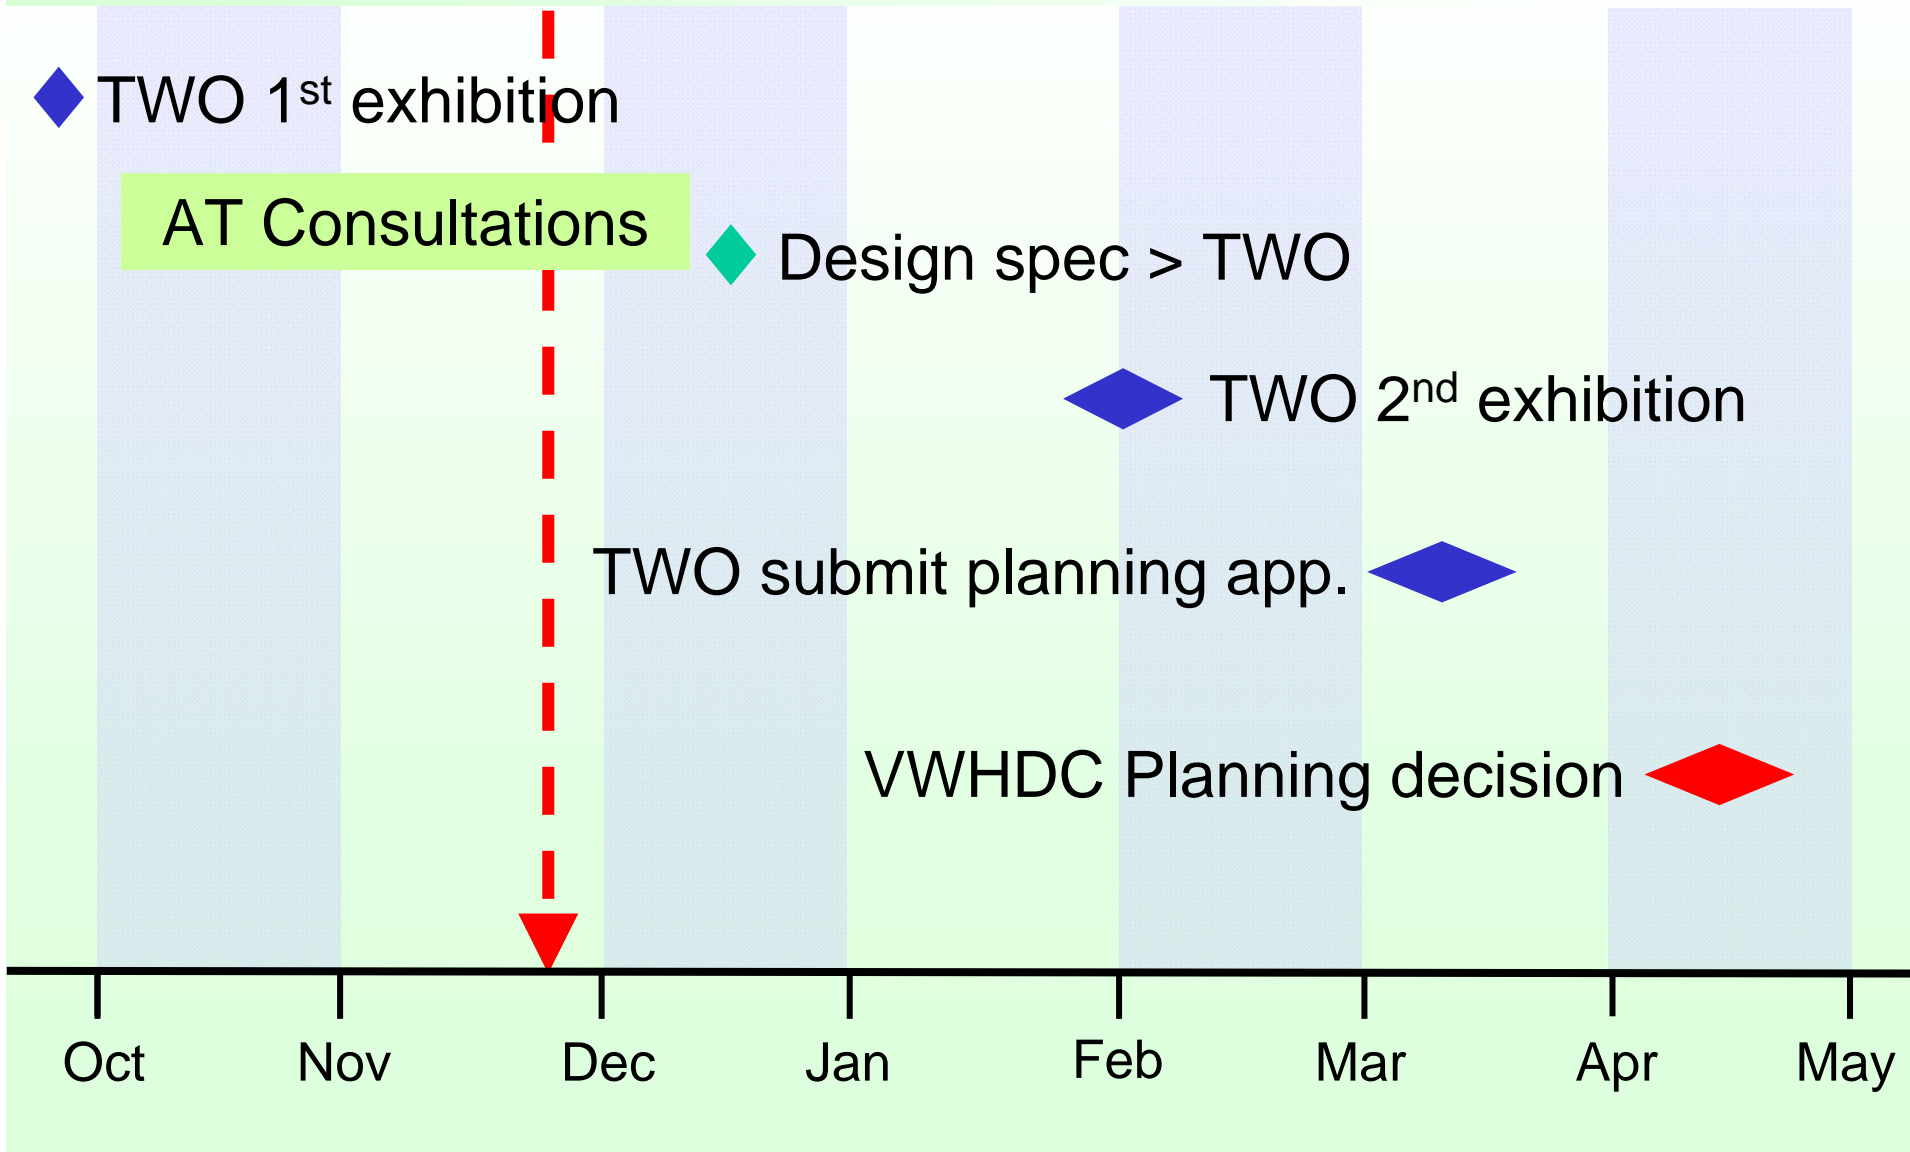 TWO 1st exhibition
AT Consultations
Design spec > TWO
TWO 2nd exhibition
TWO submit planning app.
VWHDC Planning decision
Oct Nov Dec Jan Feb Mar Apr May